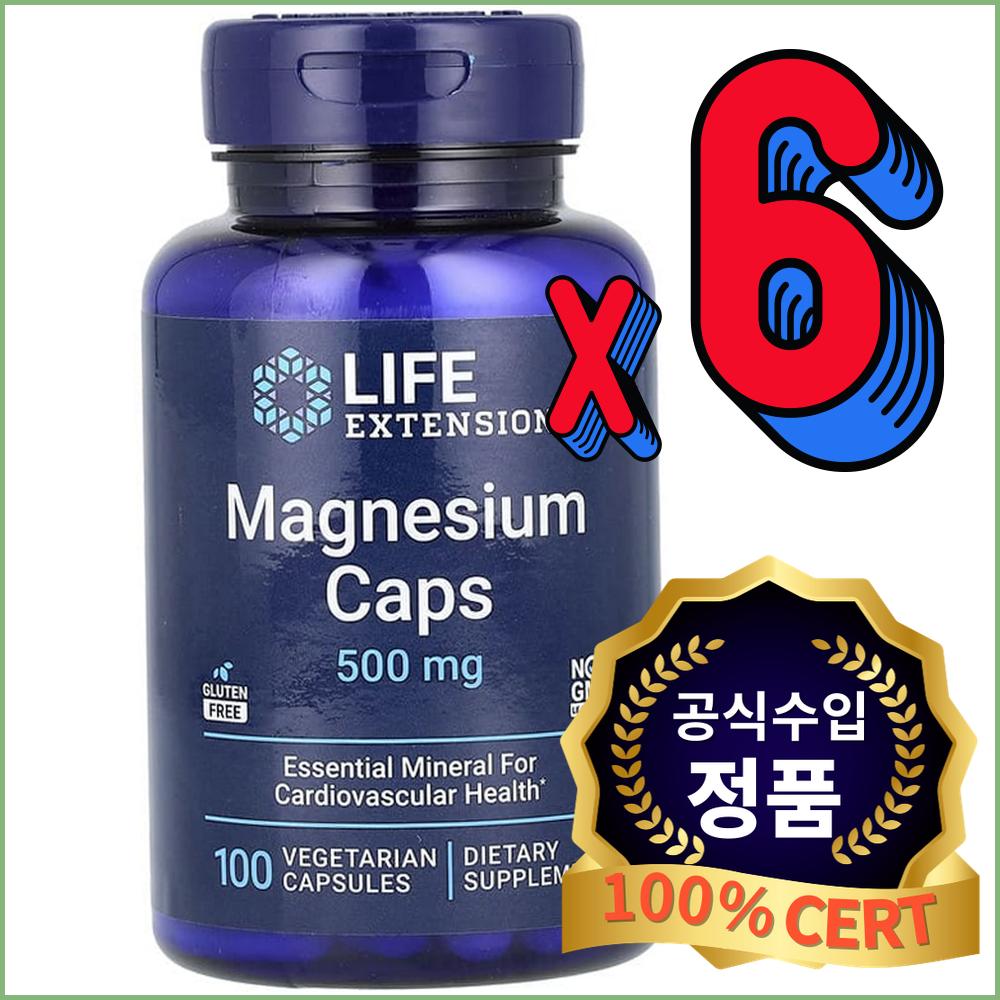 LIFE
EXTENSION
x6
Magnesium
Caps
500 mg
GLUTEN
FREE
Essential Mineral For
Cardiovascular Health*
100 VEGETARIAN CAPSULES
DIETARY
공식수입
정품
100% CERT